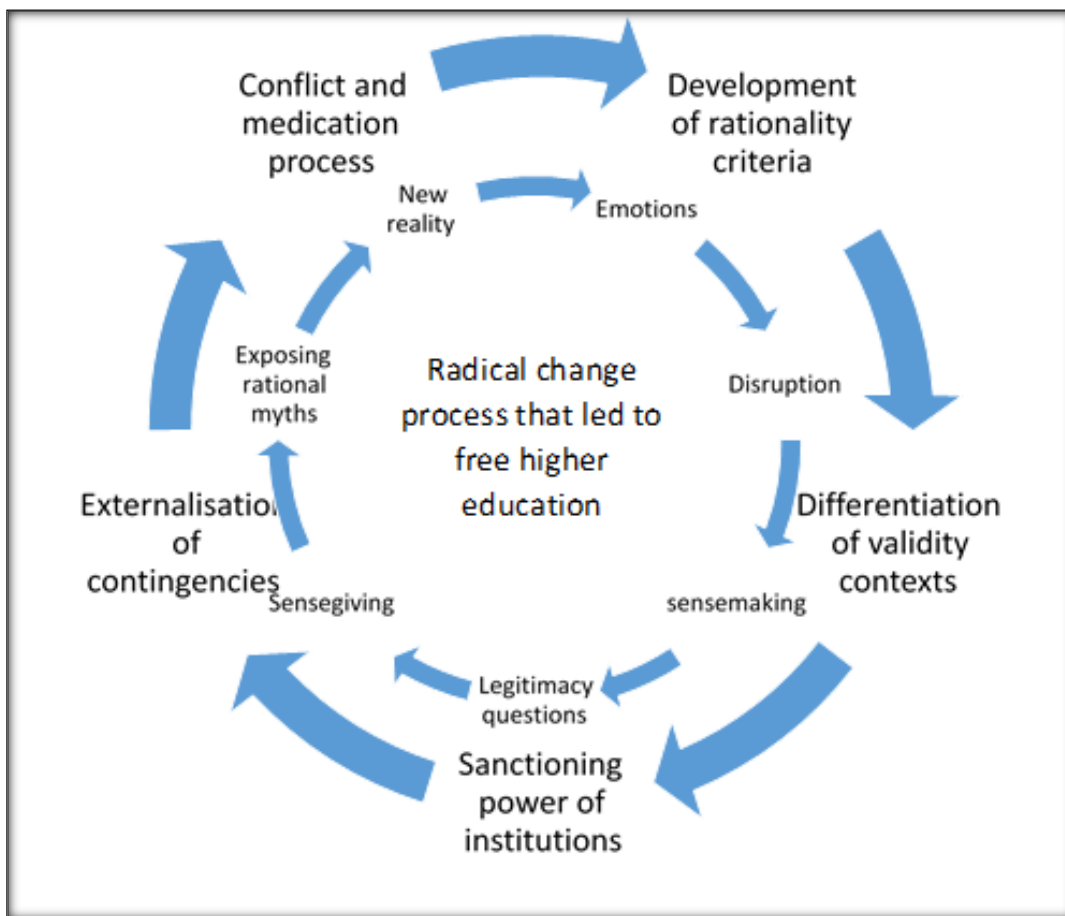 Conflict and
medication
process
Development
of rationality
criteria
New
reality
Emotions
Exposing
rational
myths
Radical change
process that led to
free higher
education
Disruption
Externalisation
of
contingencies
Differentiation
of validity
contexts
Sensegiving
sensemaking
Legitimacy
questions
Sanctioning
power of
institutions